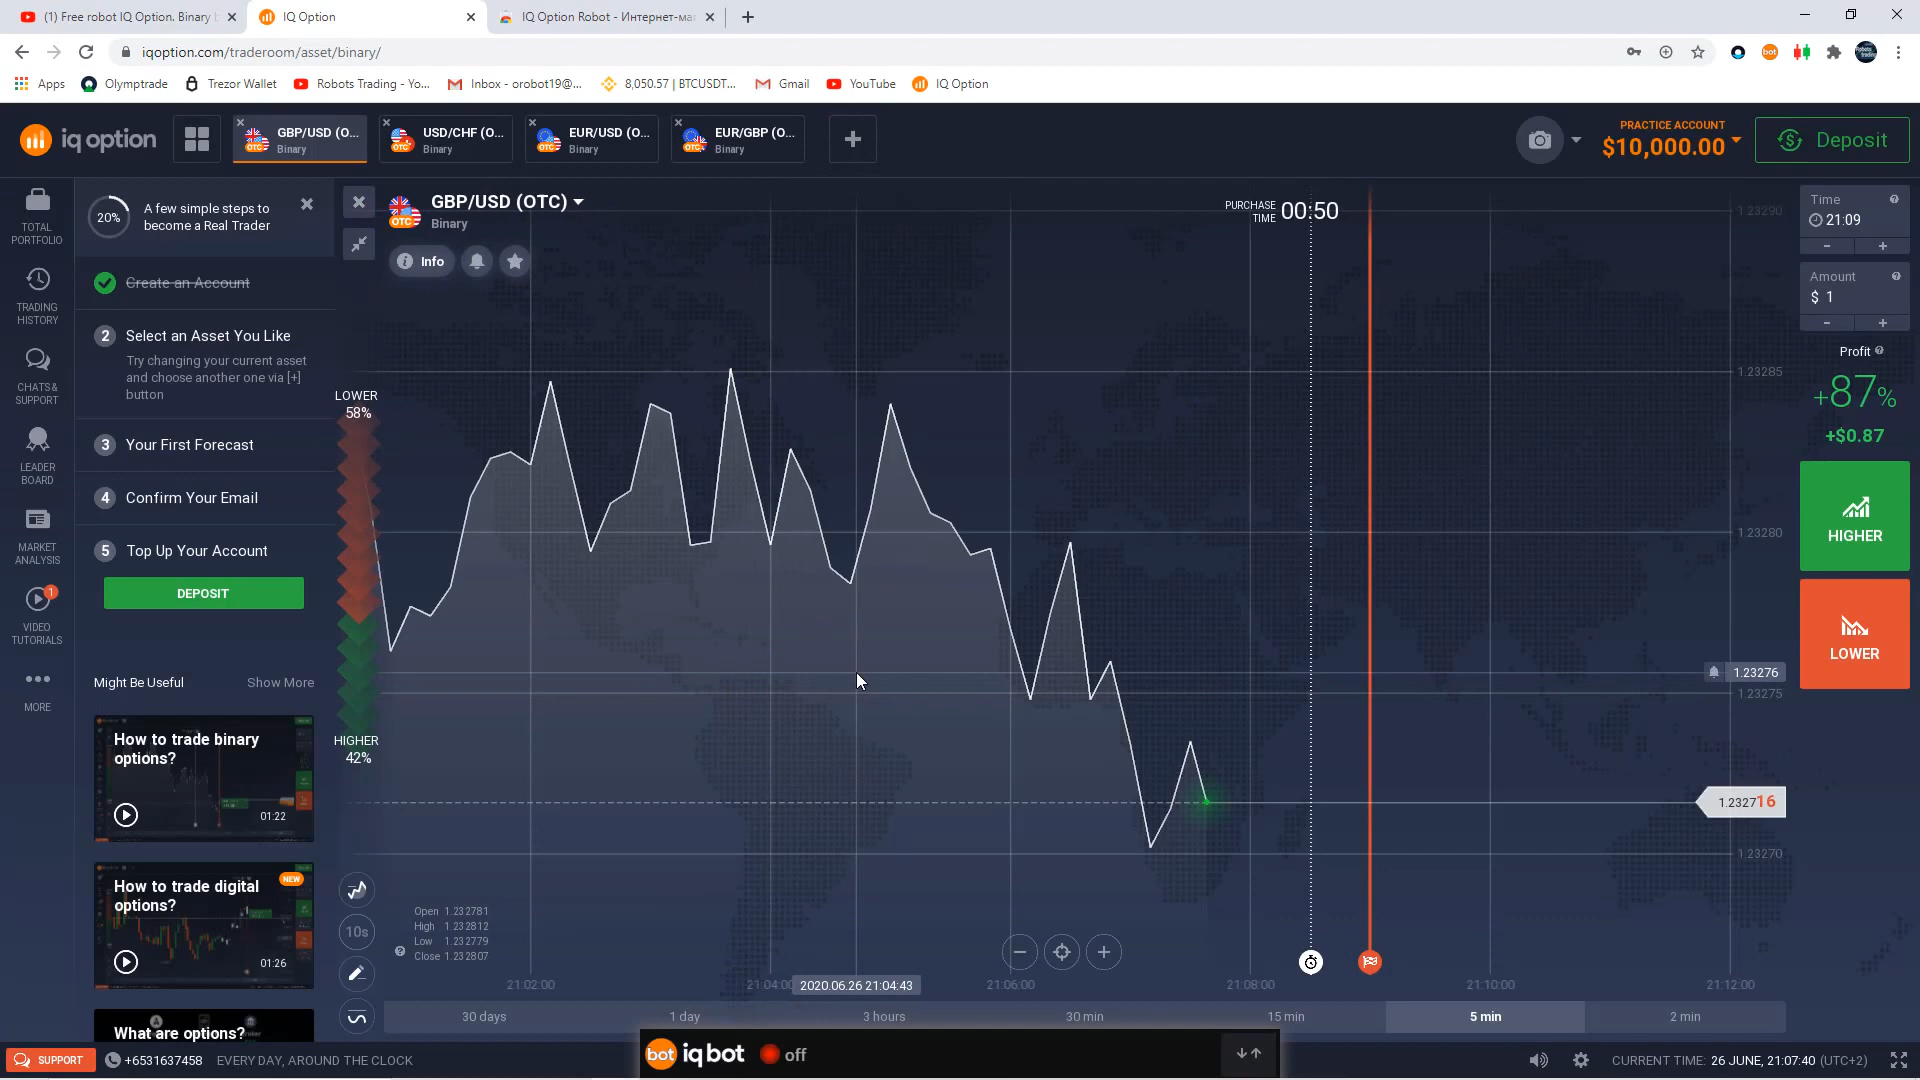 (1) Free robot IQ Option. Binary
IQ Option
IQ Option Robot - Интернет-ма
iqoption.com/traderoom/asset/binary/
Apps
Olymptrade
Trezor Wallet
Robots Trading - Yo...
Inbox - orobot19@...
8,050.57 | BTCUSDT...
Gmail
YouTube
IQ Option
iq option
GBP/USD (O...
Binary
USD/CHF (O...
Binary
EUR/USD (O...
Binary
EUR/GBP (O...
Binary
OTC
OTC
OTC
OTC
PRACTICE ACCOUNT
$10,000.00
Deposit
TOTAL
PORTFOLIO
TRADING
HISTORY
CHATS &
SUPPORT
LEADER
BOARD
MARKET
ANALYSIS
1
VIDEO
TUTORIALS
MORE
20%
A few simple steps to
become a Real Trader
Create an Account
2 Select an Asset You Like
Try changing your current asset
and choose another one via [+]
button
3 Your First Forecast
4 Confirm Your Email
5 Top Up Your Account
DEPOSIT
Might Be Useful
Show More
How to trade binary
options?
01:22
How to trade digital
options?
NEW
01:26
What are options?
LOWER
58%
HIGHER
42%
OTC
GBP/USD (OTC)
Binary
Info
PURCHASE
TIME
00:50
1.23290
1.23285
1.23280
1.23276
1.23275
1.232716
1.23270
10s
Open 1.232781
High 1.232812
Low 1.232779
Close 1.232807
21:02:00
21:04:00
2020.06.26 21:04:43
21:06:00
21:08:00
21:10:00
21:12:00
30 days
1 day
3 hours
30 min
15 min
5 min
2 min
Time
21:09
Amount
$ 1
Profit
+87%
+$0.87
HIGHER
LOWER
SUPPORT
+6531637458
EVERY DAY, AROUND THE CLOCK
bot iq bot
off
CURRENT TIME: 26 JUNE, 21:07:40 (UTC+2)